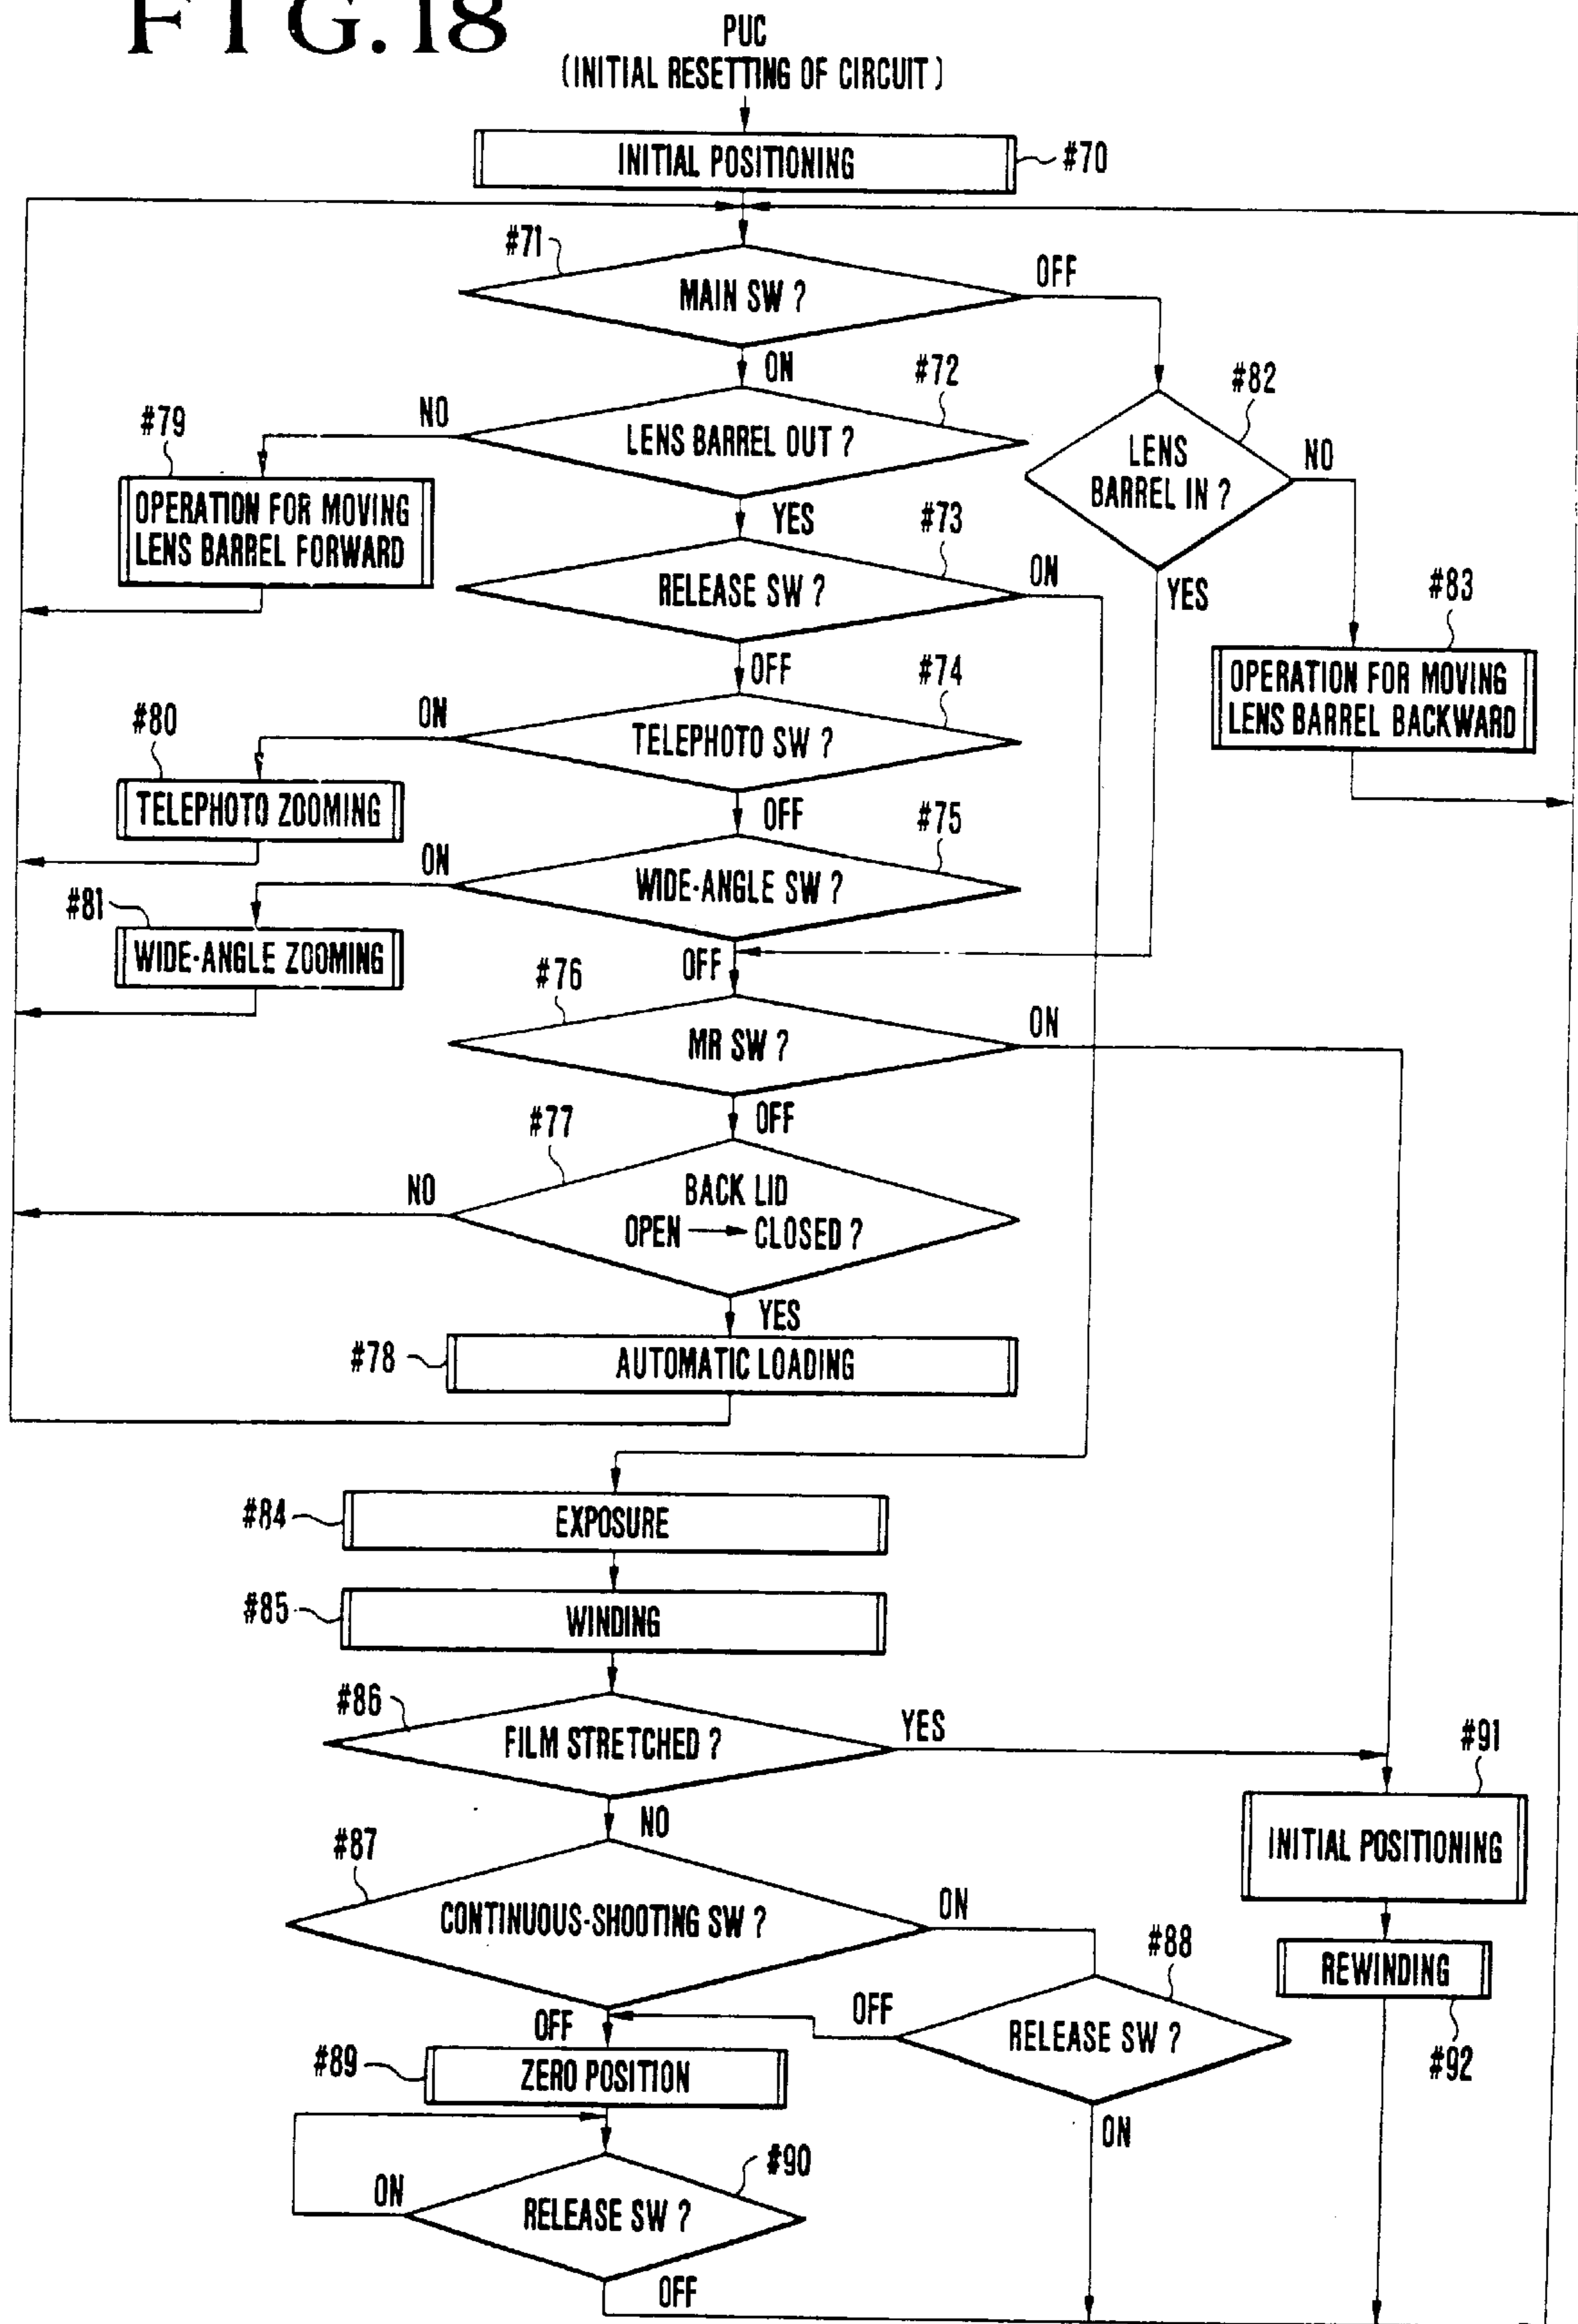 FIG.18
PUC
(INITIAL RESETTING OF CIRCUIT)
INITIAL POSITIONING
#70
#71
MAIN SW ?
OFF
ON
#72
LENS BARREL OUT ?
NO
#79
OPERATION FOR MOVING
LENS BARREL FORWARD
#82
LENS
BARREL IN ?
NO
YES
#73
RELEASE SW ?
ON
YES
#83
OPERATION FOR MOVING
LENS BARREL BACKWARD
OFF
#74
TELEPHOTO SW ?
ON
#80
TELEPHOTO ZOOMING
OFF
#75
WIDE-ANGLE SW ?
ON
#81
WIDE-ANGLE ZOOMING
OFF
#76
MR SW ?
ON
OFF
#77
BACK LID
OPEN → CLOSED ?
NO
YES
#78
AUTOMATIC LOADING
#84
EXPOSURE
#85
WINDING
#86
FILM STRETCHED ?
YES
#91
INITIAL POSITIONING
NO
#87
CONTINUOUS-SHOOTING SW ?
ON
#88
RELEASE SW ?
OFF
REWINDING
#92
OFF
#89
ZERO POSITION
ON
#90
RELEASE SW ?
ON
OFF